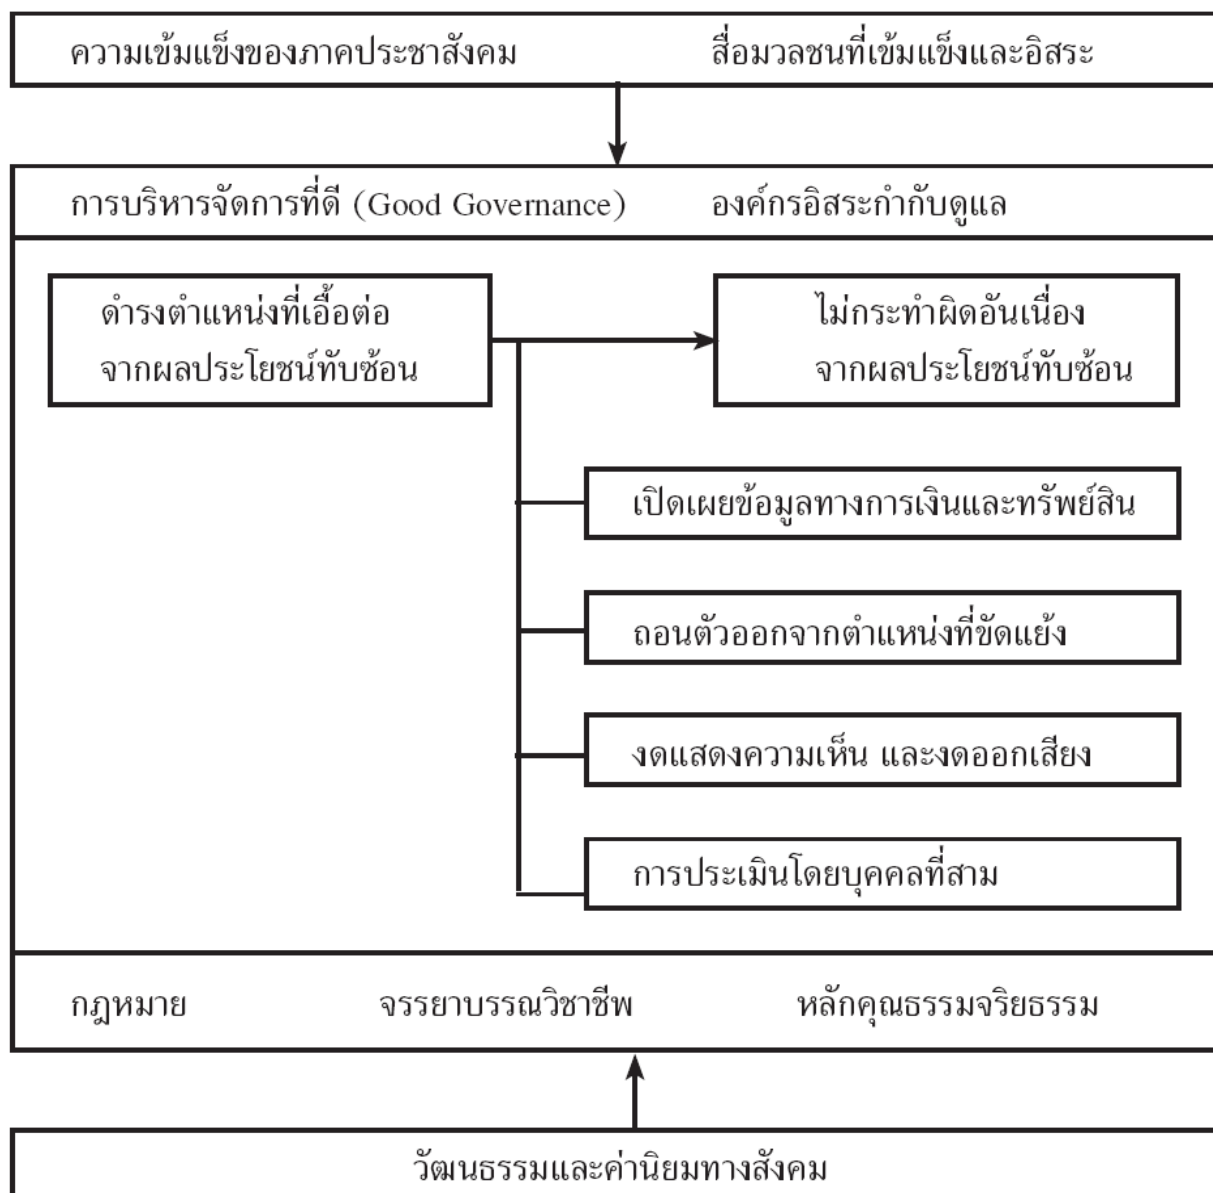 ความเข้มแข็งของภาคประชาสังคม สื่อมวลชนที่เข้มแข็งและอิสระ
การบริหารจัดการที่ดี (Good Governance) องค์กรอิสระกำกับดูแล
ดำรงตำแหน่งที่เอื้อต่อ
จากผลประโยชน์ทับซ้อน
ไม่กระทำผิดอันเนื่อง
จากผลประโยชน์ทับซ้อน
เปิดเผยข้อมูลทางการเงินและทรัพย์สิน
ถอนตัวออกจากตำแหน่งที่ขัดแย้ง
งดแสดงความเห็น และงดออกเสียง
การประเมินโดยบุคคลที่สาม
กฎหมาย จรรยาบรรณวิชาชีพ หลักคุณธรรมจริยธรรม
วัฒนธรรมและค่านิยมทางสังคม